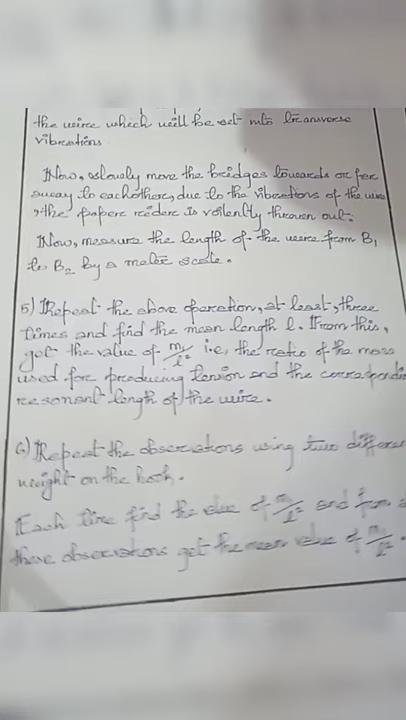 the wire which will be set into transverse
vibrations
Now, slowly move the bridges towards or far
away to eachother, due to the vibrations of the wire
, the paper rider is voilently thrown out.
Now, measure the length of the wire from B₁
to B₂ by a meter scale.
5) Repeat the above operation, at least, three
times and find the mean length l. From this,
get the value of m/l² i.e, the ratio of the mass
used for producing tension and the correspondin
resonant length of the wire.
6) Repeat the observations using two differen
weight on the hook.
Each time find the value of m/l² and from
these observations get the mean value of m/l².